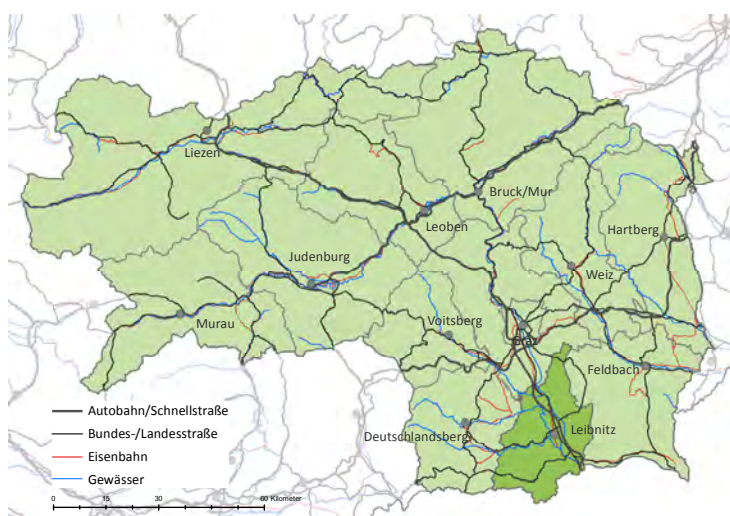 Liezen
Bruck/Mur
Leoben
Hartberg
Judenburg
Weiz
Murau
Voitsberg
Graz
Feldbach
Deutschlandsberg
Leibnitz
Autobahn/Schnellstraße
Bundes-/Landesstraße
Eisenbahn
Gewässer
0 15 30 60 Kilometer